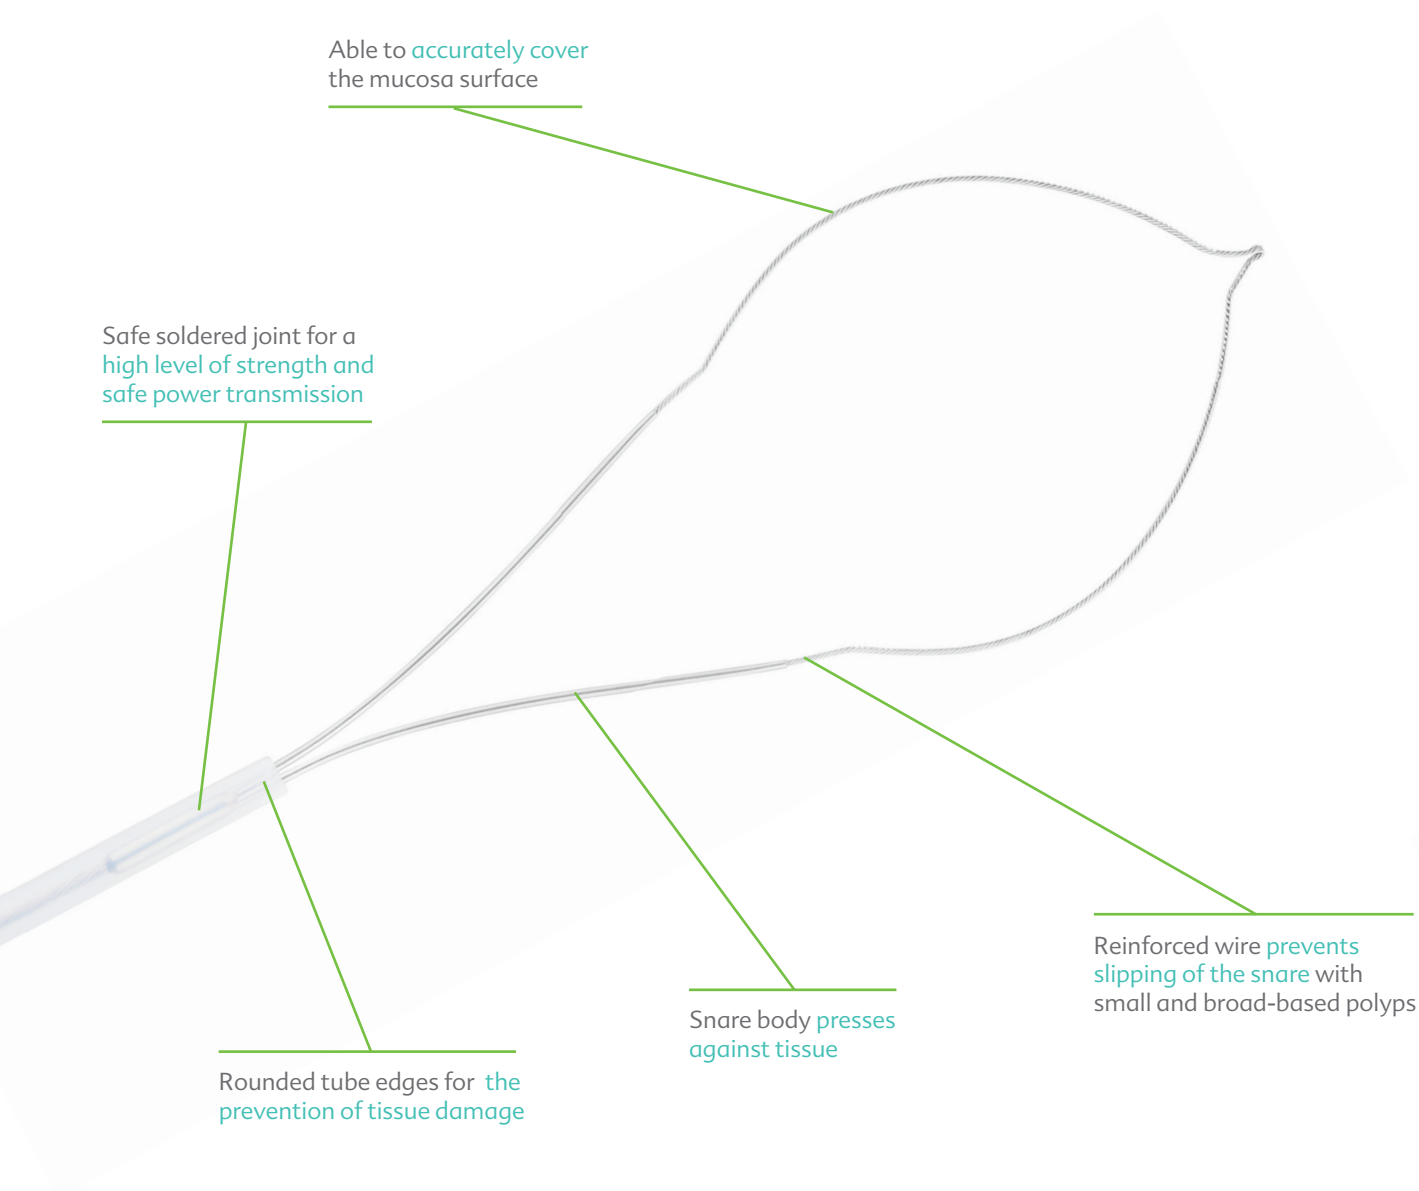 Able to accurately cover
the mucosa surface
Safe soldered joint for a
high level of strength and
safe power transmission
Reinforced wire prevents
slipping of the snare with
small and broad-based polyps
Snare body presses
against tissue
Rounded tube edges for the
prevention of tissue damage